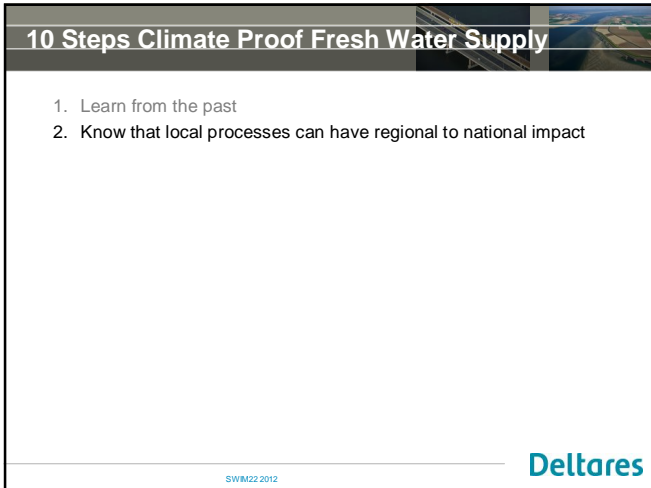 10 Steps Climate Proof Fresh Water Supply
1. Learn from the past
2. Know that local processes can have regional to national impact
SWIM22 2012
Deltares